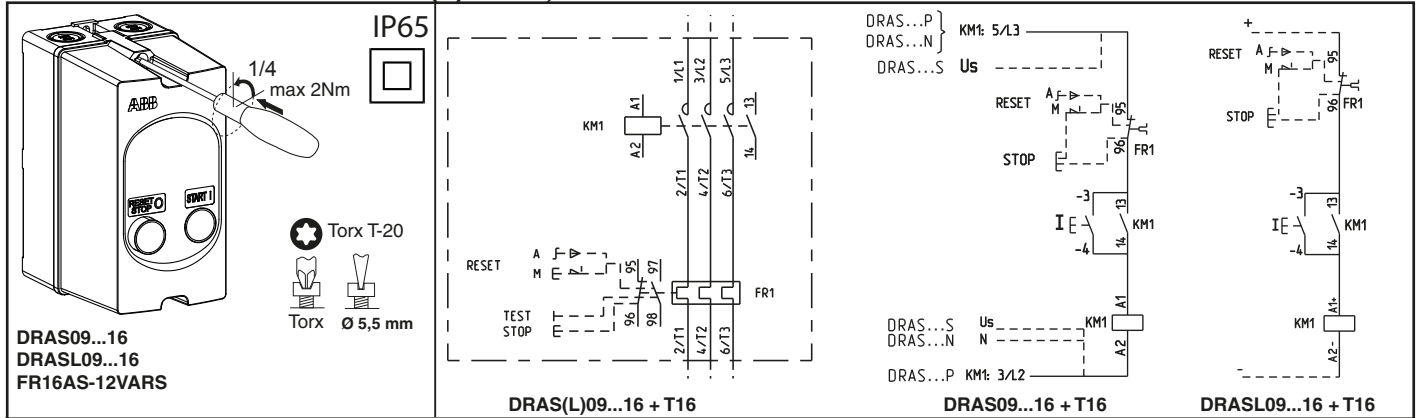 IP65
1/4
max 2Nm
ABB
RESET
STOP O
START I
Torx T-20
Torx
Ø 5,5 mm
DRAS09...16
DRASL09...16
FR16AS-12VARS
1/L1
3/L2
5/L3
KM1
A1
A2
13
14
2/T1
4/T2
6/T3
RESET
A
M
95
97
FR1
TEST
STOP
96
98
2/T1
4/T2
6/T3
DRAS(L)09...16 + T16
DRAS...P
DRAS...N
KM1: 5/L3
DRAS...S Us
RESET
A
M
95
96
FR1
STOP
-3
13
I
KM1
-4
14
A1
DRAS...S Us
DRAS...N N
KM1
A2
DRAS...P KM1: 3/L2
DRAS09...16 + T16
+
RESET
A
M
95
96
FR1
STOP
-3
13
I
KM1
-4
14
A1+
KM1
A2-
-
DRASL09...16 + T16